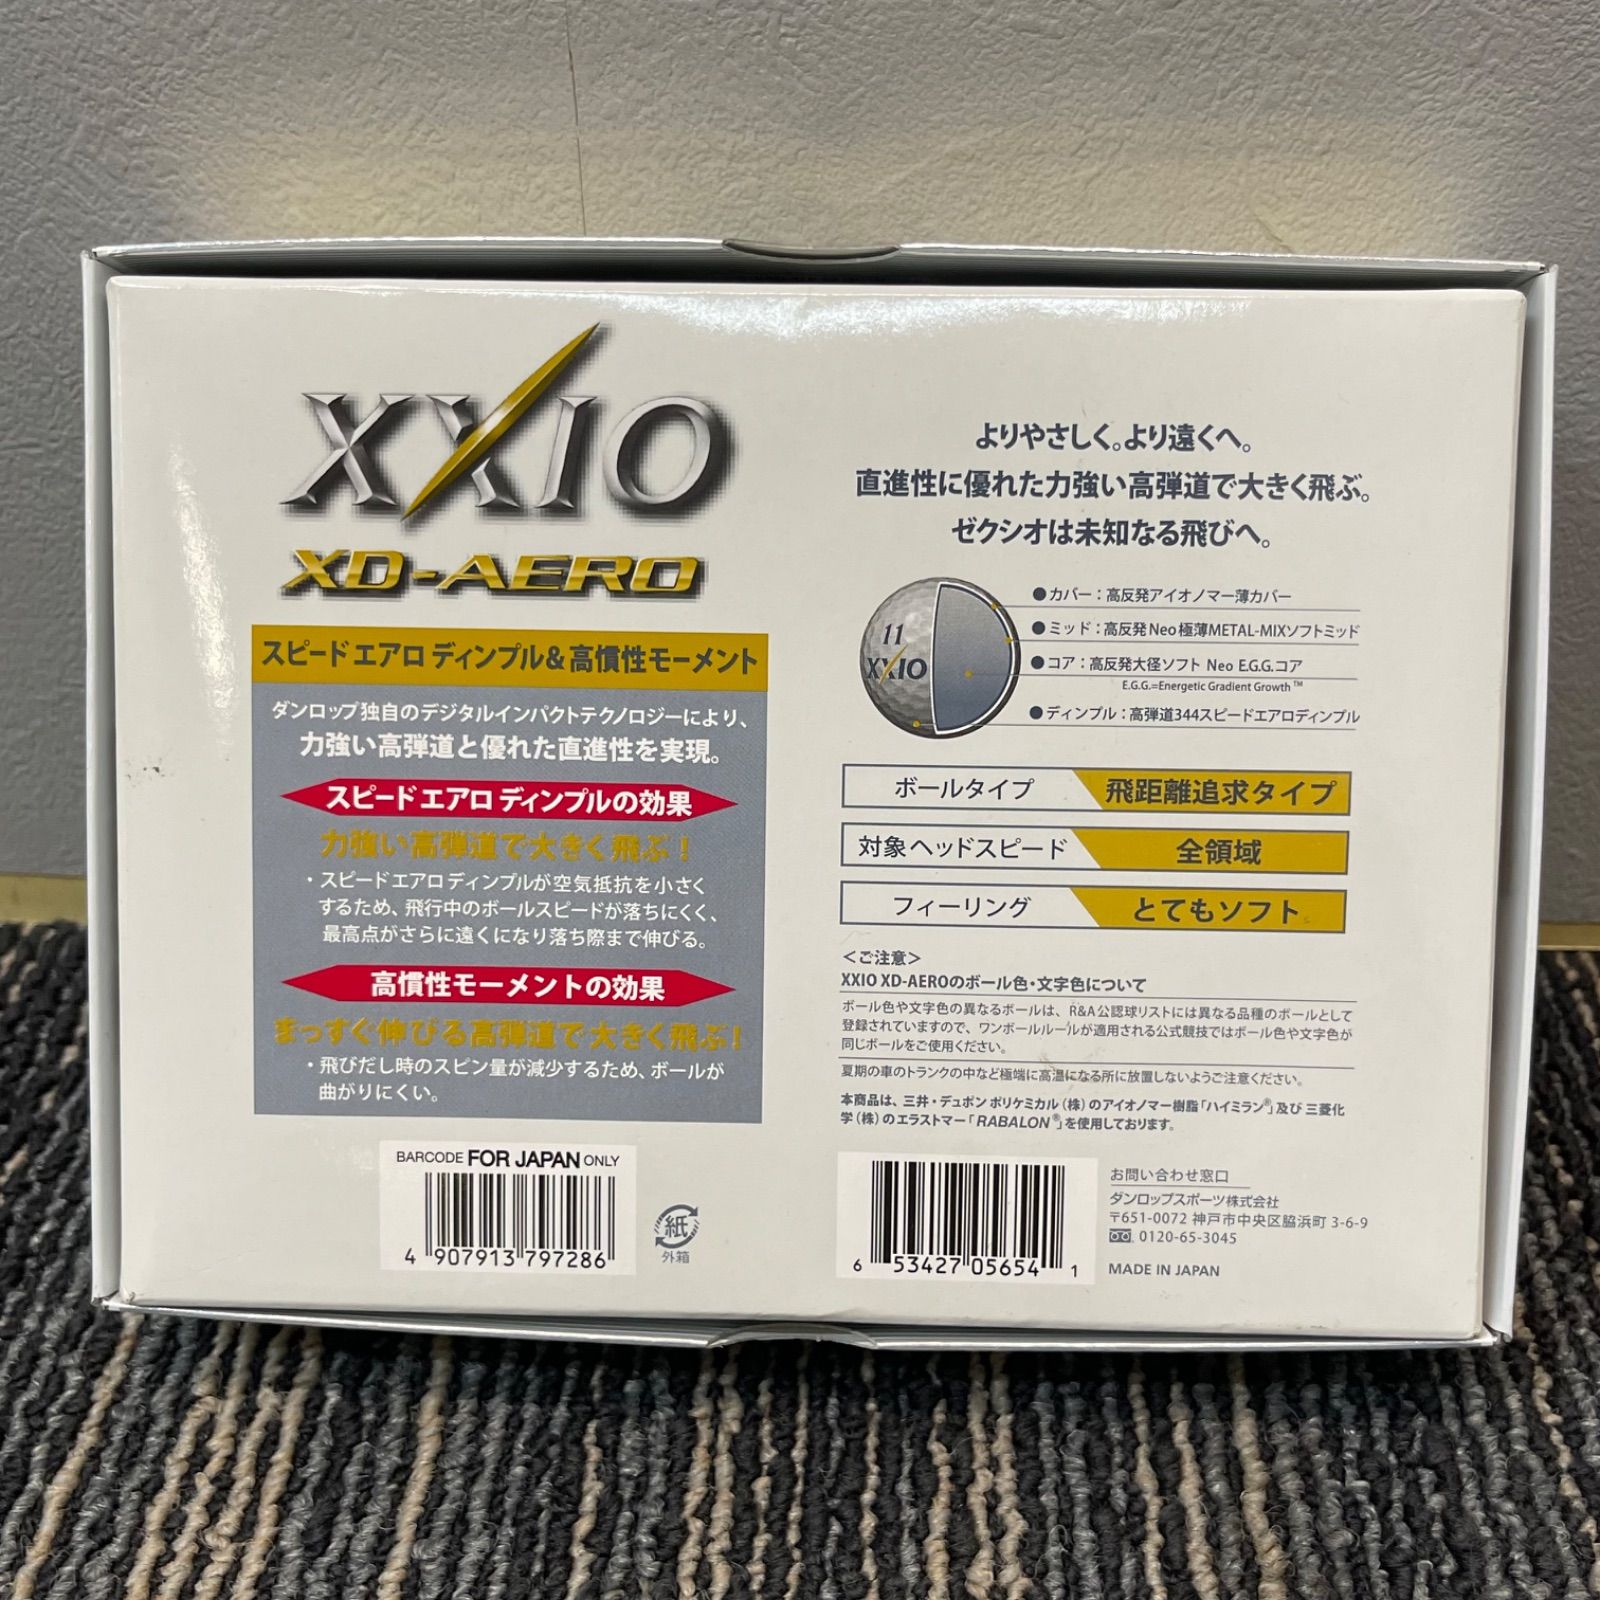 XXIO
XD-AERO
スピードエアロ ディンプル&高慣性モーメント
ダンロップ独自のデジタルインパクトテクノロジーにより、
力強い高弾道と優れた直進性を実現。
スピードエアロ ディンプルの効果
力強い高弾道で大きく飛ぶ!
・スピードエアロディンプルが空気抵抗を小さく
するため、飛行中のボールスピードが落ちにくく、
最高点がさらに遠くになり落ち際まで伸びる。
高慣性モーメントの効果
まっすぐ伸びる高弾道で大きく飛ぶ!
・飛びだし時のスピン量が減少するため、ボールが
曲がりにくい。
BARCODE FOR JAPAN ONLY
4 907913 797286
紙
外箱
よりやさしく。より遠くへ。
直進性に優れた力強い高弾道で大きく飛ぶ。
ゼクシオは未知なる飛びへ。
11
XXIO
●カバー:高反発アイオノマー薄カバー
●ミッド:高反発Neo極薄METAL-MIXソフトミッド
●コア:高反発大径ソフト Neo E.G.G.コア
E.G.G.=Energetic Gradient Growth™
●ディンプル:高弾道344スピードエアロディンプル
ボールタイプ 飛距離追求タイプ
対象ヘッドスピード 全領域
フィーリング とてもソフト
<ご注意>
XXIO XD-AEROのボール色・文字色について
ボール色や文字色の異なるボールは、R&A公認球リストには異なる品種のボールとして
登録されていますので、ワンボールルールが適用される公式競技ではボール色や文字色が
同じボールをご使用ください。
夏期の車のトランクの中など極端に高温になる所に放置しないようご注意ください。
本商品は、三井・デュポン ポリケミカル(株)のアイオノマー樹脂「ハイミラン®」及び 三菱化
学(株)のエラストマー「RABALON®」を使用しております。
6 53427 05654 1
お問い合わせ窓口
ダンロップスポーツ株式会社
〒651-0072 神戸市中央区脇浜町 3-6-9
0120-65-3045
MADE IN JAPAN